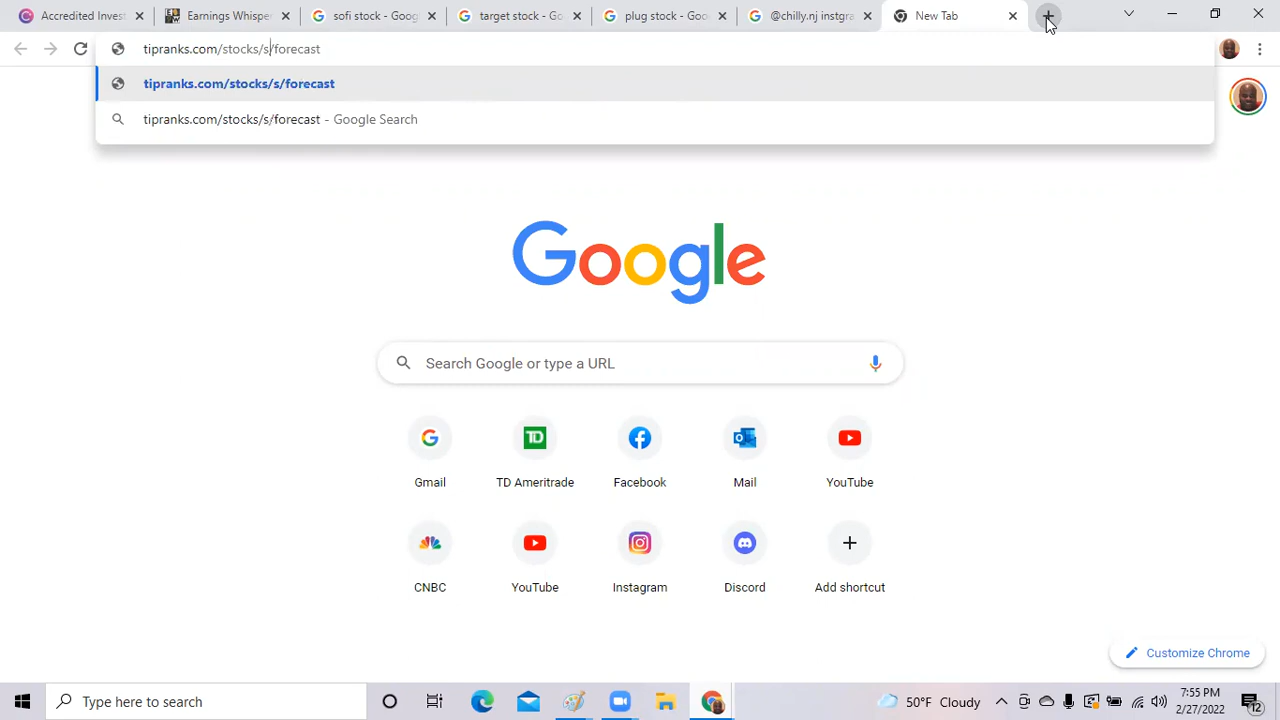 Accredited Invest
Earnings Whisper
sofi stock - Goog
target stock - Go
plug stock - Goo
@chilly.nj instgra
New Tab
tipranks.com/stocks/s/forecast
tipranks.com/stocks/s/forecast
tipranks.com/stocks/s/forecast - Google Search
Google
Search Google or type a URL
TD
Gmail
TD Ameritrade
Facebook
Mail
YouTube
CNBC
YouTube
Instagram
Discord
Add shortcut
Customize Chrome
Type here to search
50°F Cloudy
7:55 PM
2/27/2022
12